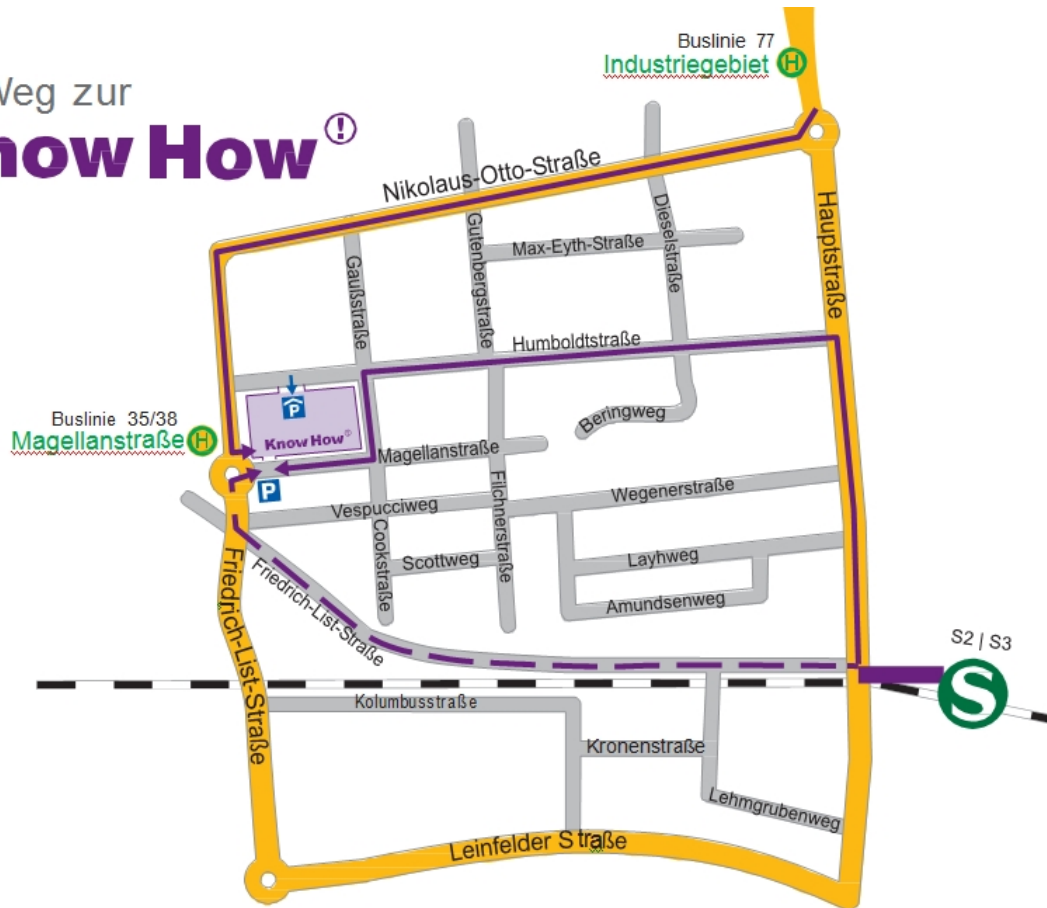 Buslinie 77
Industriegebiet H
Weg zur
now How !
Nikolaus-Otto-Straße
Hauptstraße
Dieselstraße
Gutenbergstraße
Max-Eyth-Straße
Gaußstraße
Humboldtstraße
P
Know How !
Beringweg
Buslinie 35/38
Magellanstraße H
Magellanstraße
P
Filchnerstraße
Wegenerstraße
Vespucciweg
Cookstraße
Scottweg
Layhweg
Amundsenweg
Friedrich-List-Straße
Friedrich-List-Straße
S2 | S3
S
Kolumbusstraße
Kronenstraße
Lehmgrubenweg
Leinfelder Straße